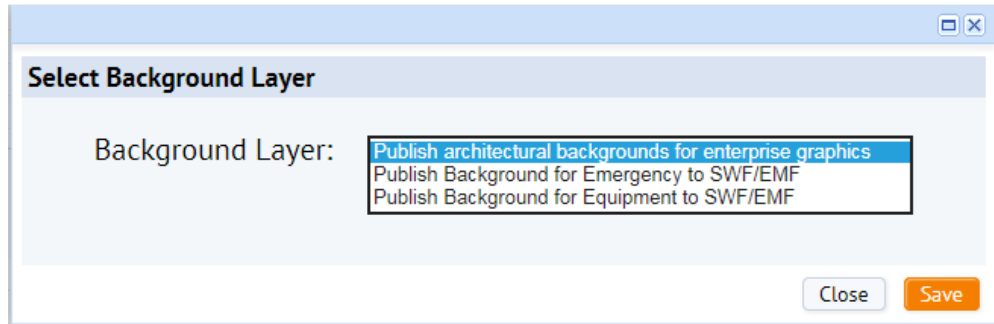 Select Background Layer
Background Layer:
Publish architectural backgrounds for enterprise graphics
Publish Background for Emergency to SWF/EMF
Publish Background for Equipment to SWF/EMF
Close Save